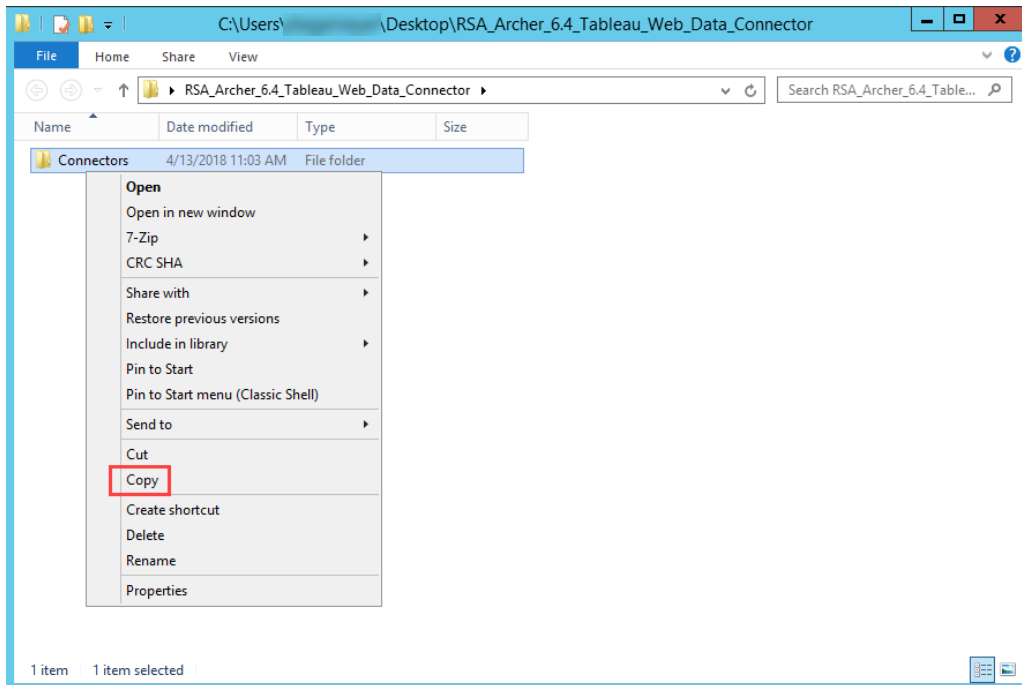 C:\Users\ \Desktop\RSA_Archer_6.4_Tableau_Web_Data_Connector
File Home Share View
RSA_Archer_6.4_Tableau_Web_Data_Connector Search RSA_Archer_6.4_Table...
Name Date modified Type Size
Connectors 4/13/2018 11:03 AM File folder
Open
Open in new window
7-Zip
CRC SHA
Share with
Restore previous versions
Include in library
Pin to Start
Pin to Start menu (Classic Shell)
Send to
Cut
Copy
Create shortcut
Delete
Rename
Properties
1 item 1 item selected